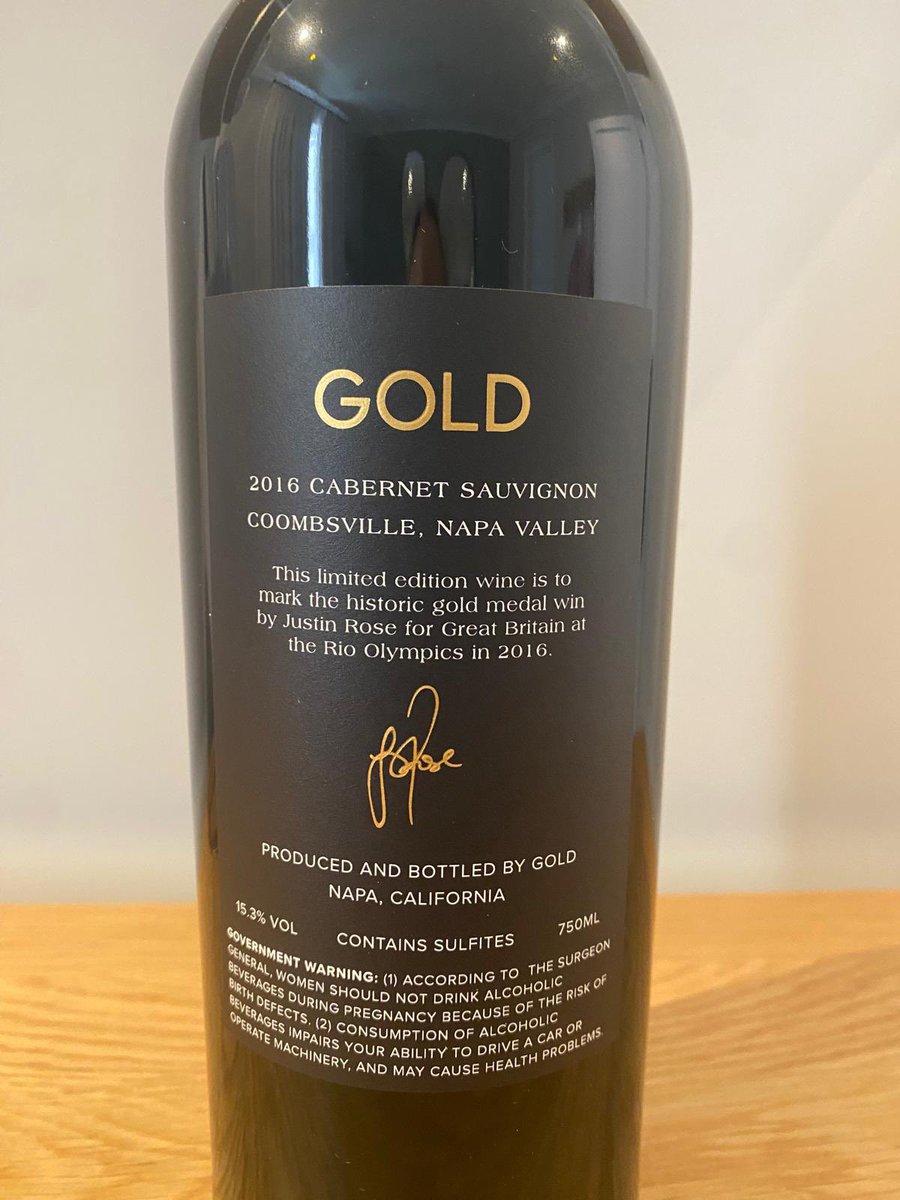 GOLD
2016 CABERNET SAUVIGNON
COOMBSVILLE, NAPA VALLEY
This limited edition wine is to
mark the historic gold medal win
by Justin Rose for Great Britain at
the Rio Olympics in 2016.
J Rose
PRODUCED AND BOTTLED BY GOLD
NAPA, CALIFORNIA
15.3% VOL CONTAINS SULFITES 750ML
GOVERNMENT WARNING: (1) ACCORDING TO THE SURGEON
GENERAL, WOMEN SHOULD NOT DRINK ALCOHOLIC
BEVERAGES DURING PREGNANCY BECAUSE OF THE RISK OF
BIRTH DEFECTS. (2) CONSUMPTION OF ALCOHOLIC
BEVERAGES IMPAIRS YOUR ABILITY TO DRIVE A CAR OR
OPERATE MACHINERY, AND MAY CAUSE HEALTH PROBLEMS.